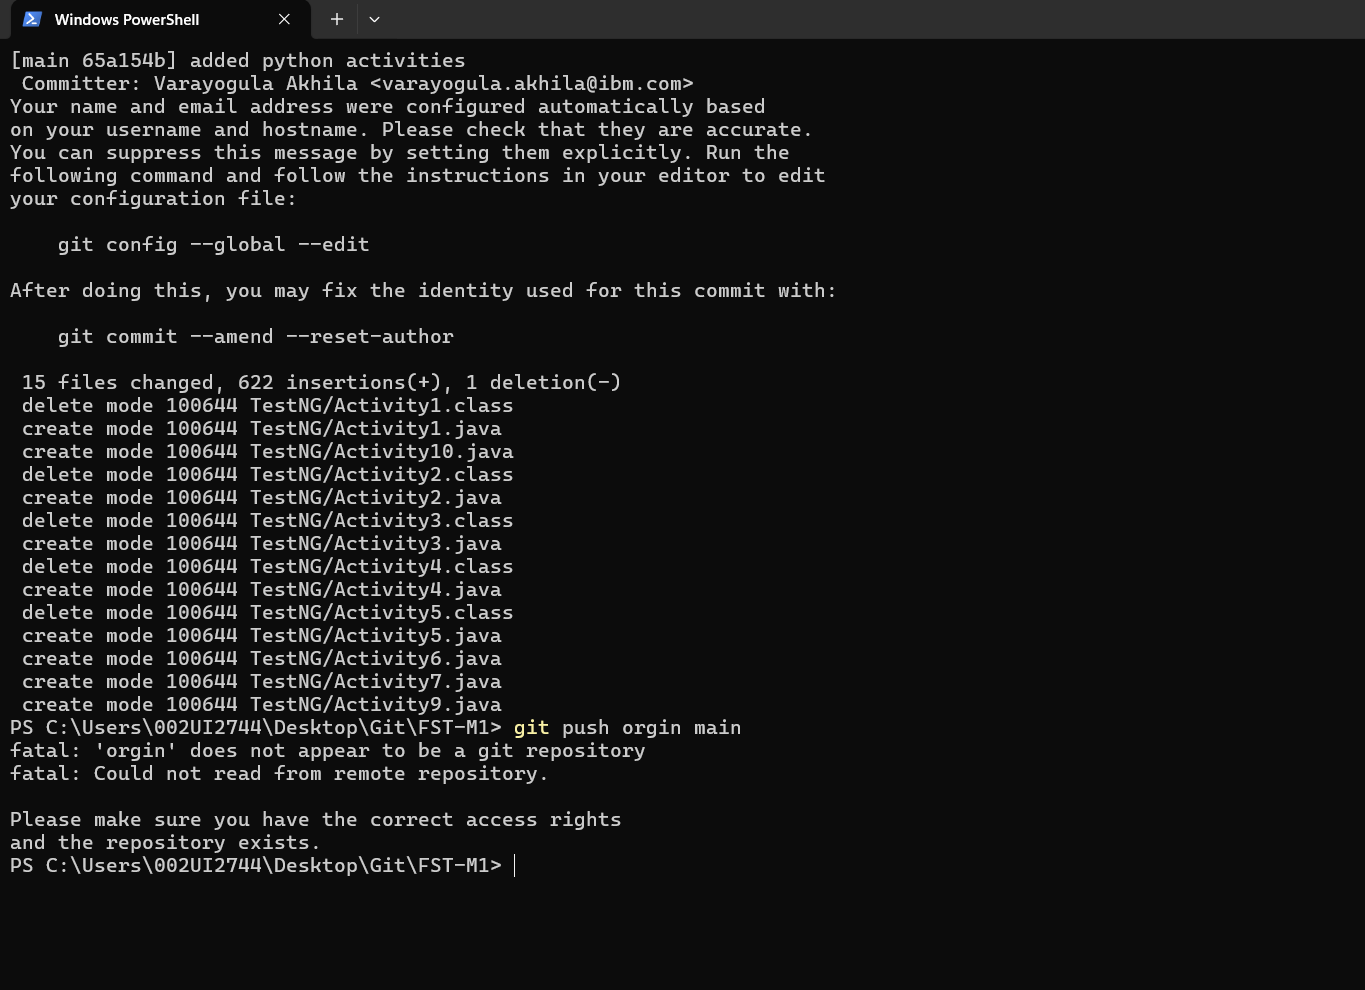 Windows PowerShell
[main 65a154b] added python activities
 Committer: Varayogula Akhila <varayogula.akhila@ibm.com>
Your name and email address were configured automatically based
on your username and hostname. Please check that they are accurate.
You can suppress this message by setting them explicitly. Run the
following command and follow the instructions in your editor to edit
your configuration file:

    git config --global --edit

After doing this, you may fix the identity used for this commit with:

    git commit --amend --reset-author

 15 files changed, 622 insertions(+), 1 deletion(-)
 delete mode 100644 TestNG/Activity1.class
 create mode 100644 TestNG/Activity1.java
 create mode 100644 TestNG/Activity10.java
 delete mode 100644 TestNG/Activity2.class
 create mode 100644 TestNG/Activity2.java
 delete mode 100644 TestNG/Activity3.class
 create mode 100644 TestNG/Activity3.java
 delete mode 100644 TestNG/Activity4.class
 create mode 100644 TestNG/Activity4.java
 delete mode 100644 TestNG/Activity5.class
 create mode 100644 TestNG/Activity5.java
 create mode 100644 TestNG/Activity6.java
 create mode 100644 TestNG/Activity7.java
 create mode 100644 TestNG/Activity9.java
PS C:\Users\002UI2744\Desktop\Git\FST-M1> git push orgin main
fatal: 'orgin' does not appear to be a git repository
fatal: Could not read from remote repository.

Please make sure you have the correct access rights
and the repository exists.
PS C:\Users\002UI2744\Desktop\Git\FST-M1>